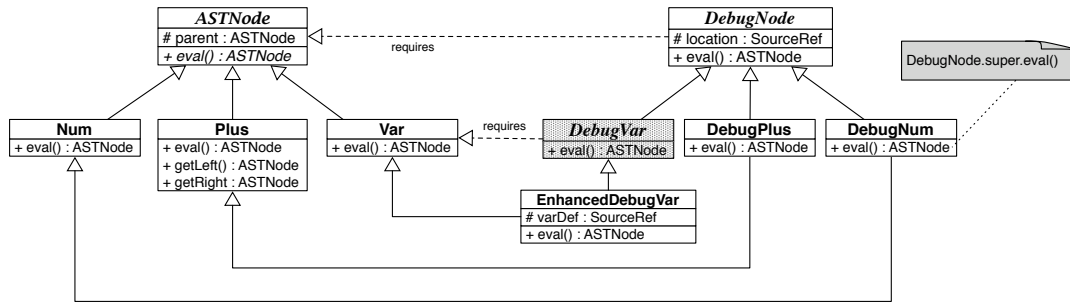 ASTNode
# parent : ASTNode
+ eval() : ASTNode
requires
DebugNode
# location : SourceRef
+ eval() : ASTNode
DebugNode.super.eval()
Num
+ eval() : ASTNode
Plus
+ eval() : ASTNode
+ getLeft() : ASTNode
+ getRight : ASTNode
Var
+ eval() : ASTNode
requires
DebugVar
+ eval() : ASTNode
DebugPlus
+ eval() : ASTNode
DebugNum
+ eval() : ASTNode
EnhancedDebugVar
# varDef : SourceRef
+ eval() : ASTNode